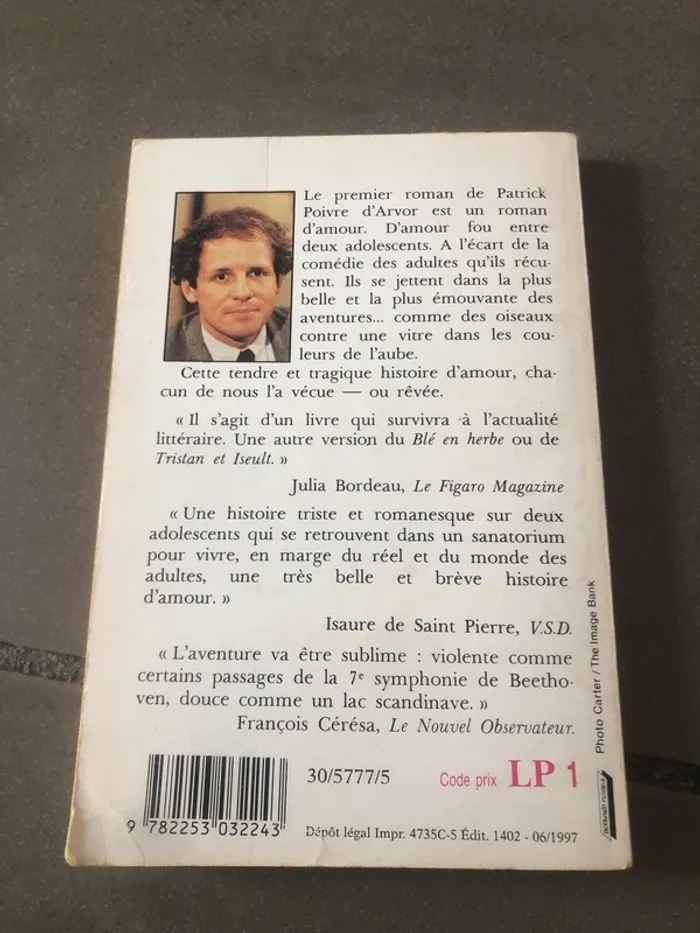 Le premier roman de Patrick
Poivre d'Arvor est un roman
d'amour. D'amour fou entre
deux adolescents. A l'écart de la
comédie des adultes qu'ils récu-
sent. Ils se jettent dans la plus
belle et la plus émouvante des
aventures... comme des oiseaux
contre une vitre dans les cou-
leurs de l'aube.
Cette tendre et tragique histoire d'amour, cha-
cun de nous l'a vécue — ou rêvée.
« Il s'agit d'un livre qui survivra à l'actualité
littéraire. Une autre version du Blé en herbe ou de
Tristan et Iseult. »
Julia Bordeau, Le Figaro Magazine
« Une histoire triste et romanesque sur deux
adolescents qui se retrouvent dans un sanatorium
pour vivre, en marge du réel et du monde des
adultes, une très belle et brève histoire
d'amour. »
Isaure de Saint Pierre, V.S.D.
« L'aventure va être sublime : violente comme
certains passages de la 7e symphonie de Beetho-
ven, douce comme un lac scandinave. »
François Cérésa, Le Nouvel Observateur.
Photo Carter / The Image Bank
30/5777/5
Code prix LP 1
9 782253 032243
Dépôt légal Impr. 4735C-5 Édit. 1402 - 06/1997